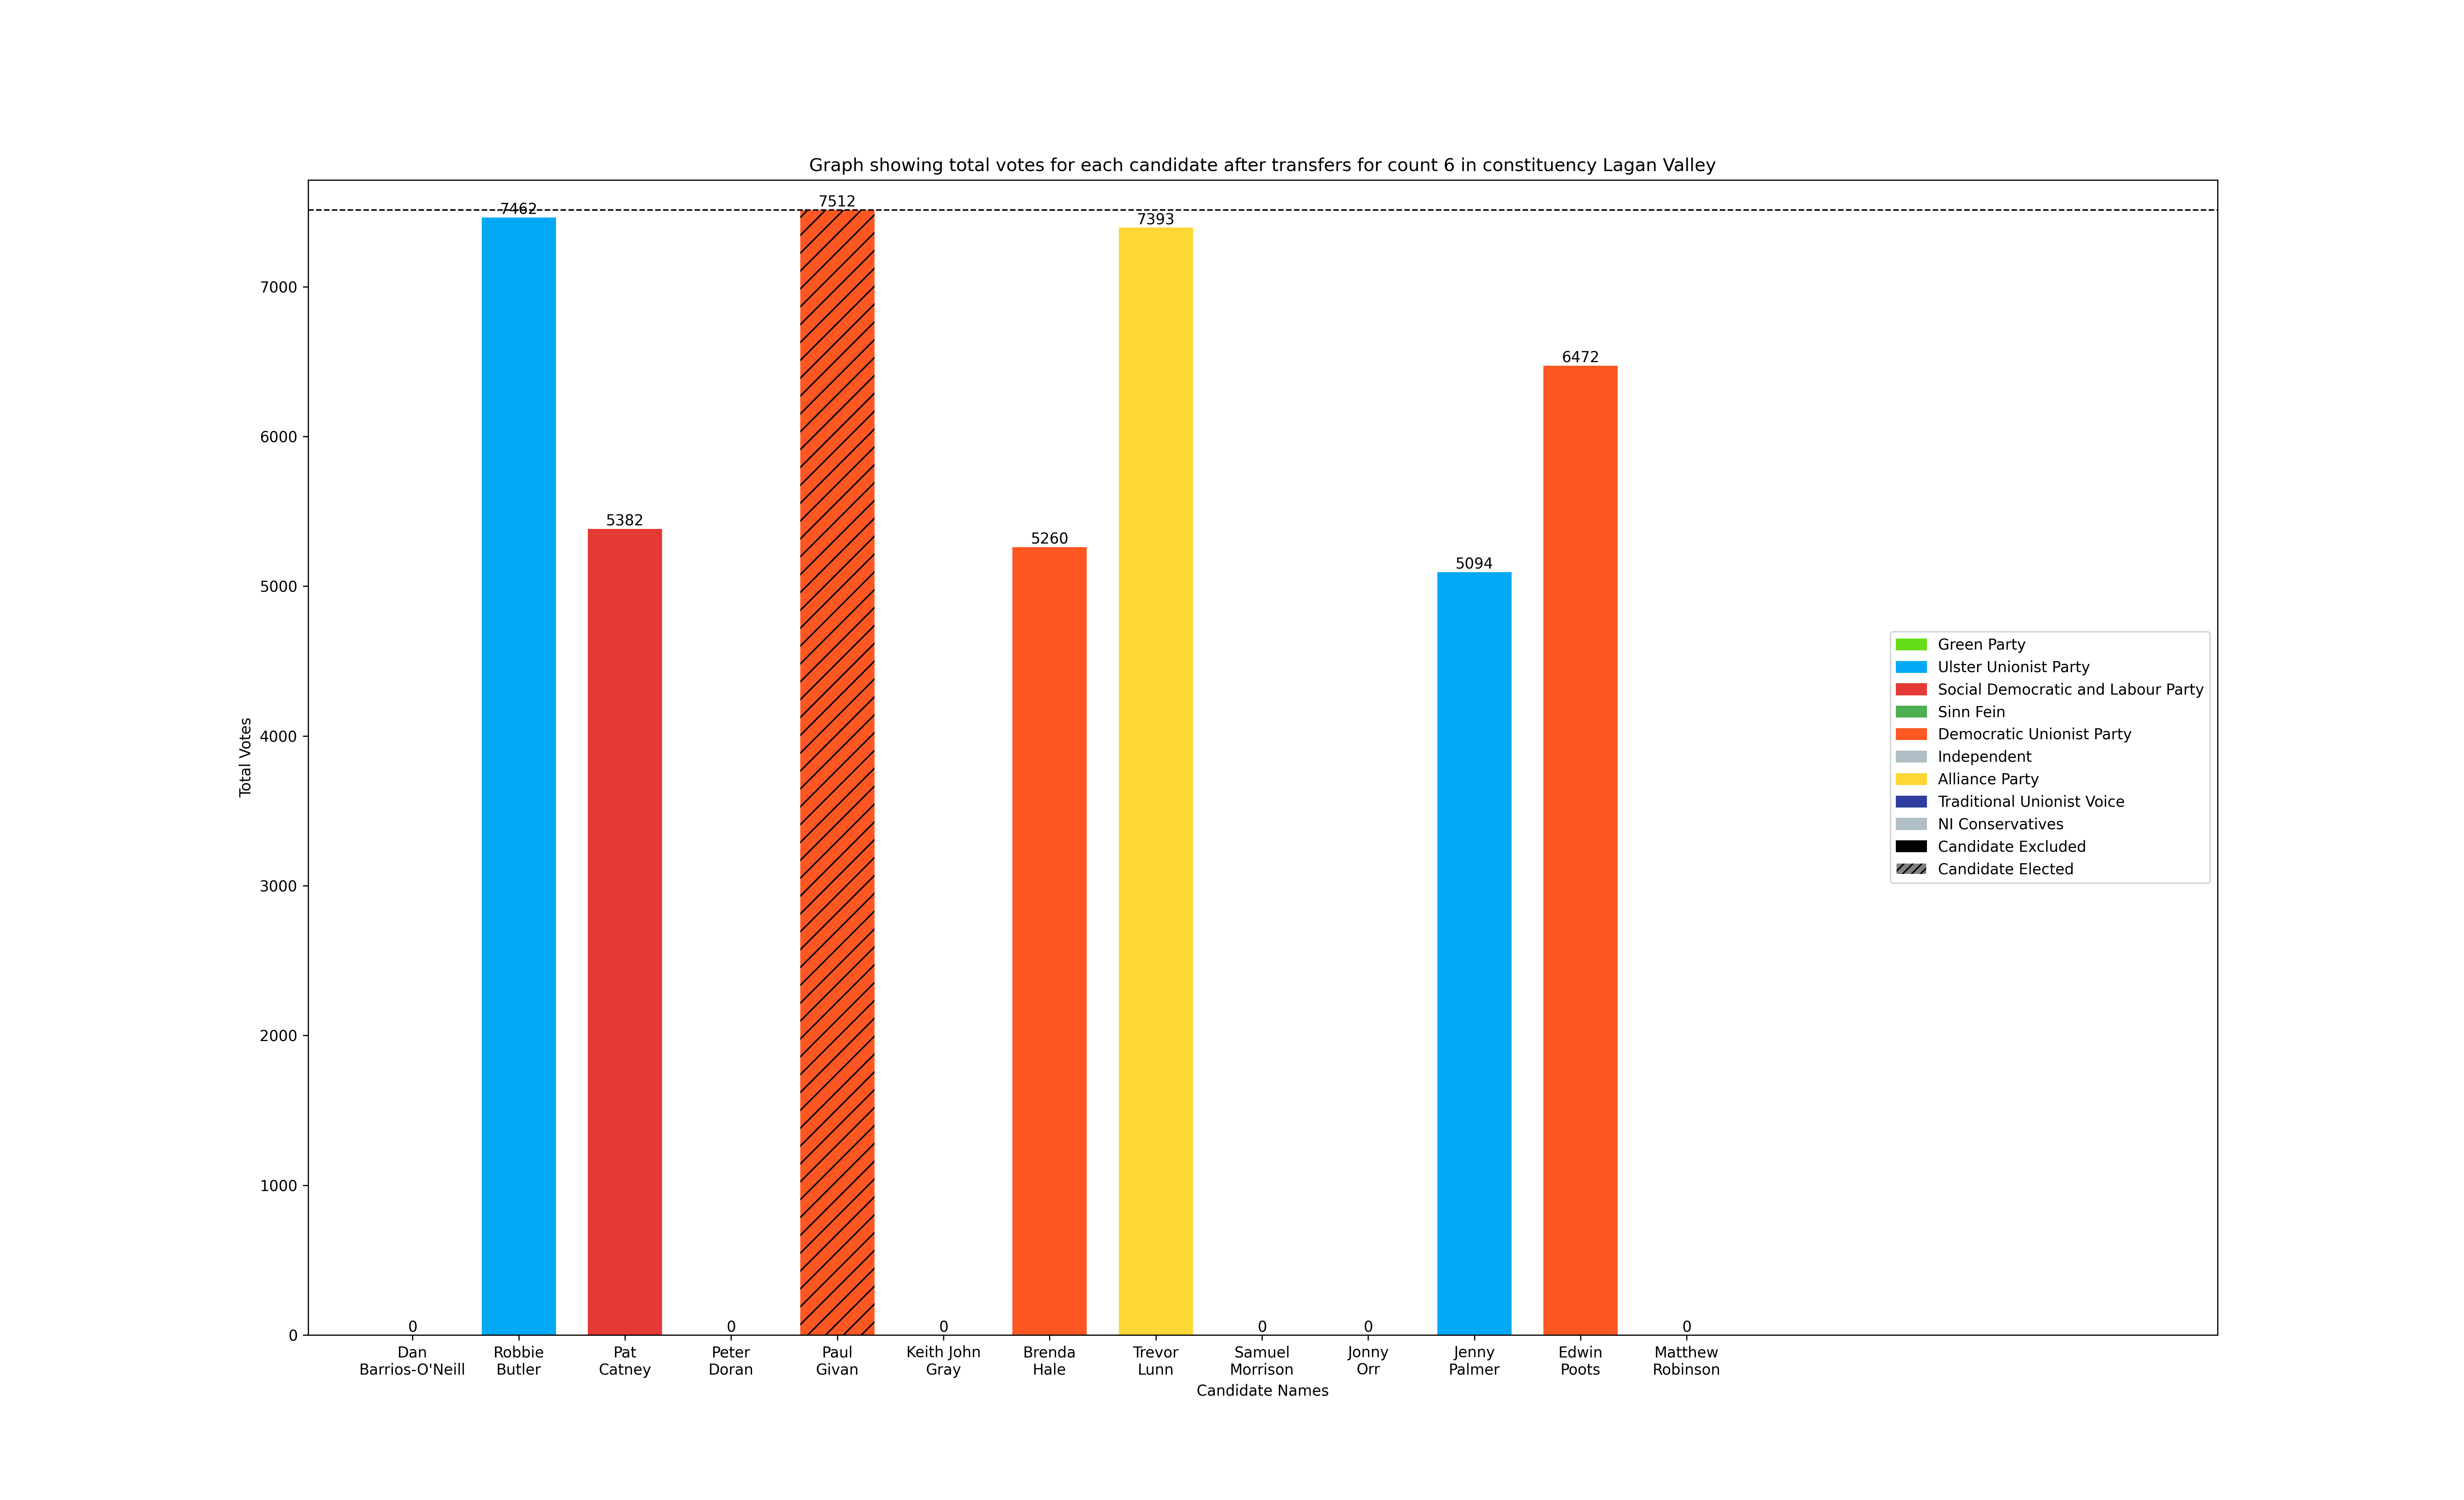 Graph showing total votes for each candidate after transfers for count 6 in constituency Lagan Valley
Total Votes
7000
6000
5000
4000
3000
2000
1000
0
0
7462
5382
0
7512
0
5260
7393
0
0
5094
6472
0
Dan
Barrios-O'Neill
Robbie
Butler
Pat
Catney
Peter
Doran
Paul
Givan
Keith John
Gray
Brenda
Hale
Trevor
Lunn
Samuel
Morrison
Jonny
Orr
Jenny
Palmer
Edwin
Poots
Matthew
Robinson
Candidate Names
Green Party
Ulster Unionist Party
Social Democratic and Labour Party
Sinn Fein
Democratic Unionist Party
Independent
Alliance Party
Traditional Unionist Voice
NI Conservatives
Candidate Excluded
Candidate Elected